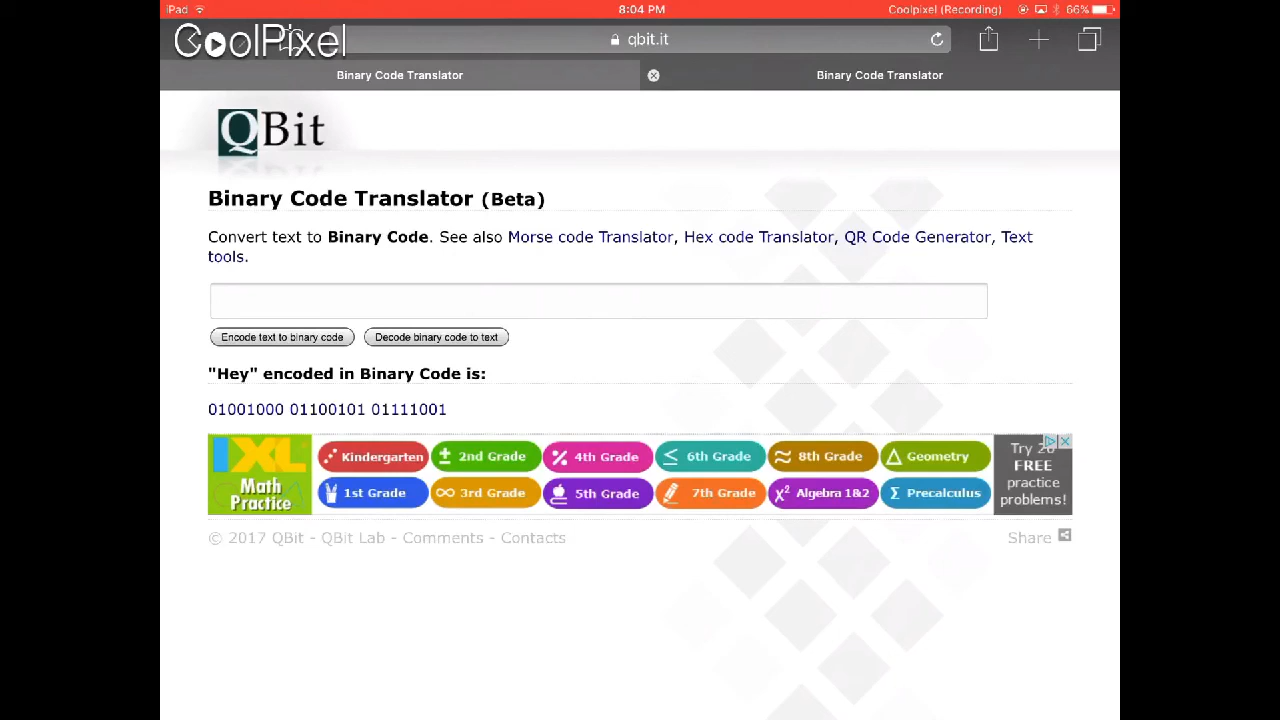 iPad 8:04 PM Coolpixel (Recording) 66%
CoolPixel qbit.it
Binary Code Translator Binary Code Translator
QBit
Binary Code Translator (Beta)
Convert text to Binary Code. See also Morse code Translator, Hex code Translator, QR Code Generator, Text
tools.
Encode text to binary code Decode binary code to text
"Hey" encoded in Binary Code is:
01001000 01100101 01111001
IXL Math Practice
Kindergarten 2nd Grade 4th Grade 6th Grade 8th Grade Geometry
1st Grade 3rd Grade 5th Grade 7th Grade Algebra 1&2 Precalculus
Try 20
FREE
practice
problems!
© 2017 QBit - QBit Lab - Comments - Contacts Share